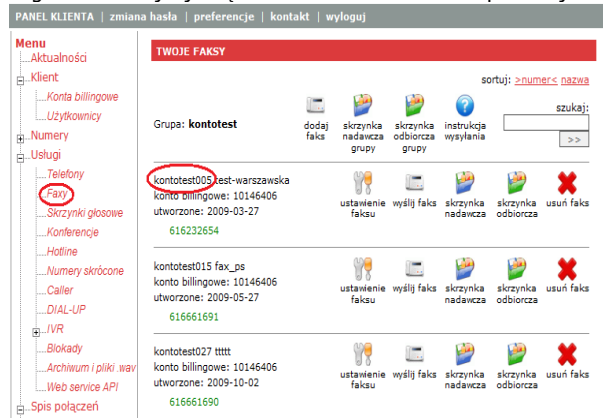 PANEL KLIENTA | zmiana hasła | preferencje | kontakt | wyloguj
Menu
Aktualności
Klient
Konta billingowe
Użytkownicy
Numery
Usługi
Telefony
Faxy
Skrzynki głosowe
Konferencje
Hotline
Numery skrócone
Caller
DIAL-UP
IVR
Blokady
Archiwum i pliki .wav
Web service API
Spis połączeń
TWOJE FAKSY
sortuj: >numer< nazwa
Grupa: kontotest
dodaj faks
skrzynka nadawcza grupy
skrzynka odbiorcza grupy
instrukcja wysyłania
szukaj:
>>
kontotest005 test-warszawska
konto billingowe: 10146406
utworzone: 2009-03-27
616232654
ustawienie faksu
wyślij faks
skrzynka nadawcza
skrzynka odbiorcza
usuń faks
kontotest015 fax_ps
konto billingowe: 10146406
utworzone: 2009-05-27
616661691
ustawienie faksu
wyślij faks
skrzynka nadawcza
skrzynka odbiorcza
usuń faks
kontotest027 ttttt
konto billingowe: 10146406
utworzone: 2009-10-02
616661690
ustawienie faksu
wyślij faks
skrzynka nadawcza
skrzynka odbiorcza
usuń faks